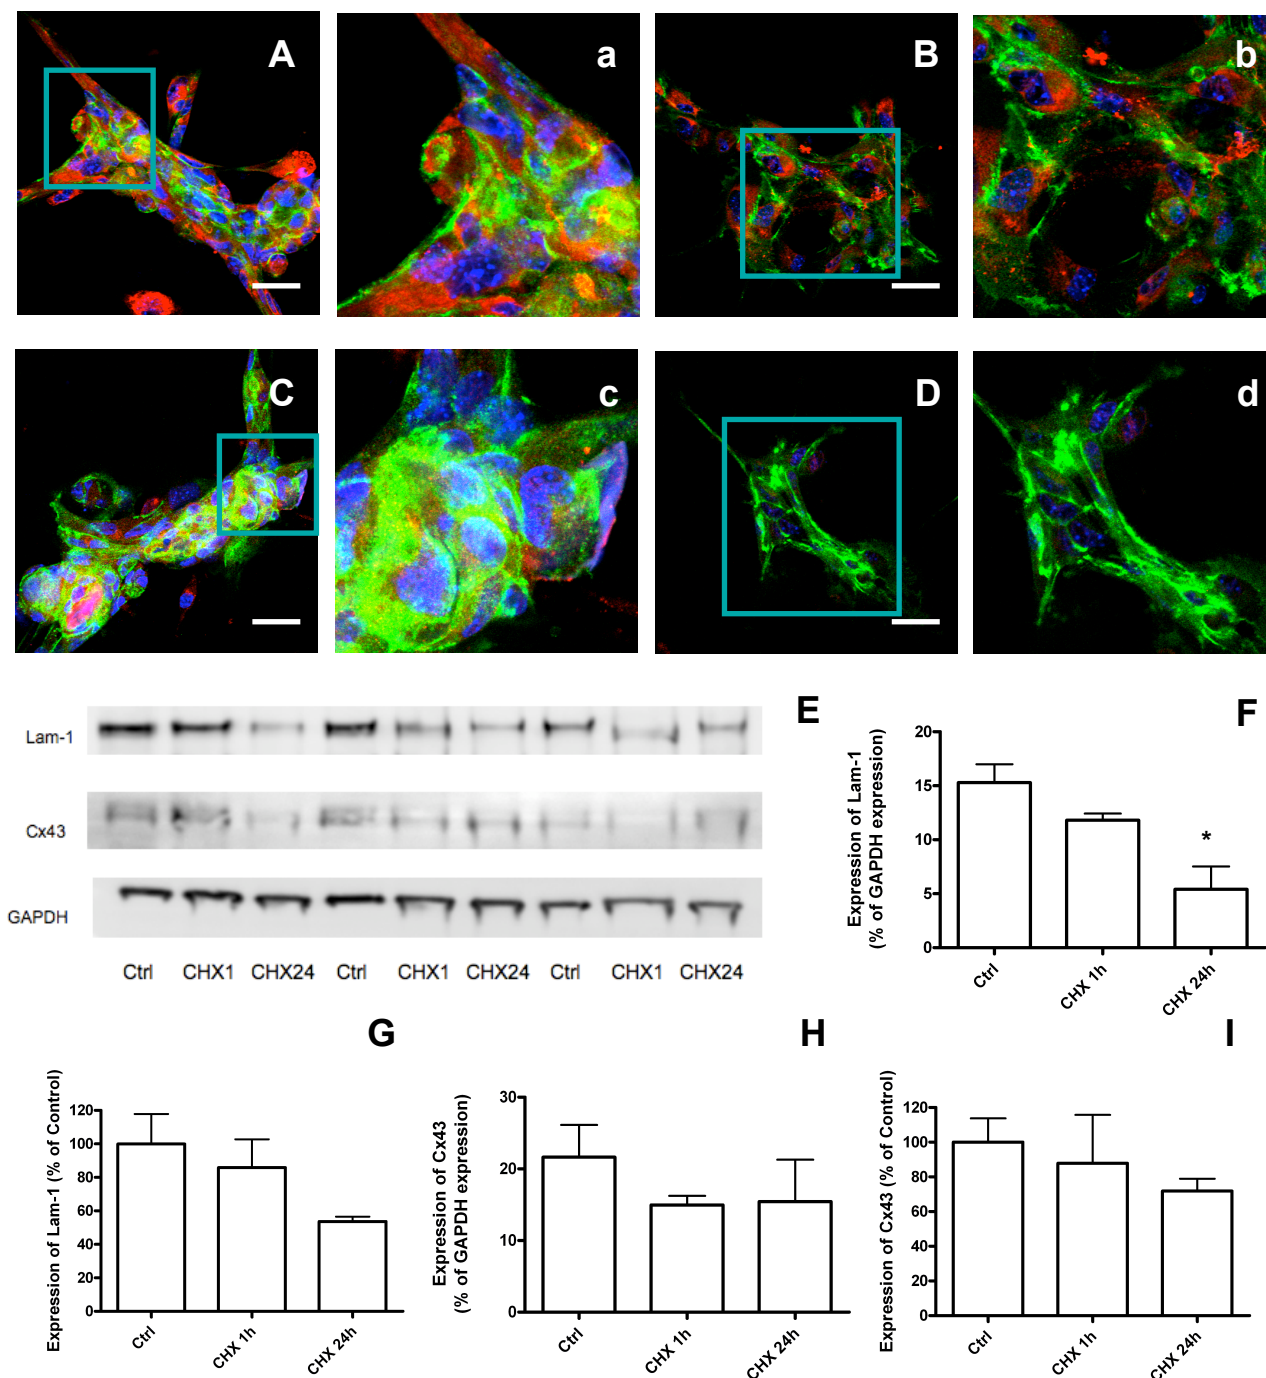 A
a
B
b
C
c
D
d
E
Lam-1
Cx43
GAPDH
Ctrl CHX1 CHX24 Ctrl CHX1 CHX24 Ctrl CHX1 CHX24
F
Expression of Lam-1
(% of GAPDH expression)
20
15
10
5
0
*
Ctrl
CHX 1h
CHX 24h
G
Expression of Lam-1 (% of Control)
120
100
80
60
40
20
0
Ctrl
CHX 1h
CHX 24h
H
Expression of Cx43
(% of GAPDH expression)
30
20
10
0
Ctrl
CHX 1h
CHX 24h
I
Expression of Cx43 (% of Control)
120
100
80
60
40
20
0
Ctrl
CHX 1h
CHX 24h